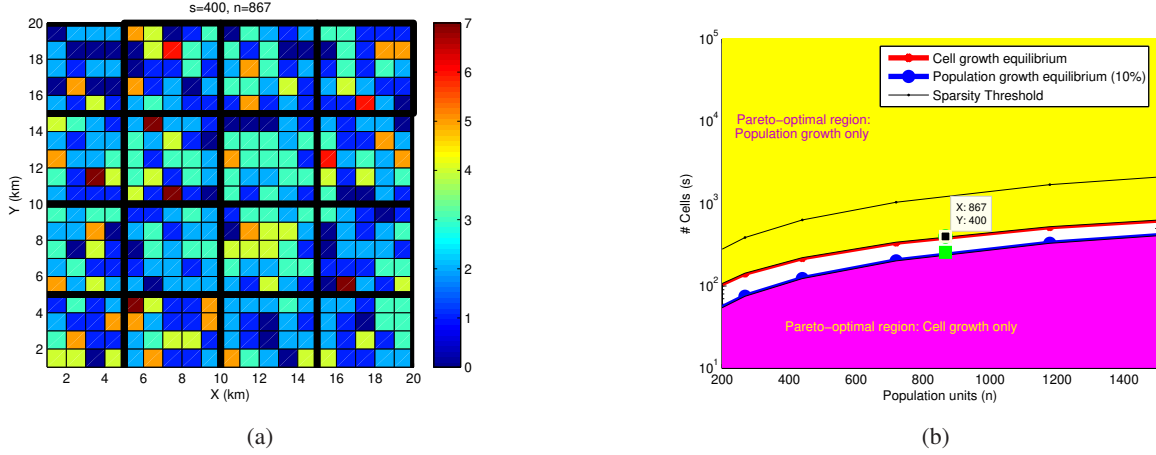 s=400, n=867
20
18
16
14
12
10
8
6
4
2
Y (km)
2 4 6 8 10 12 14 16 18 20
X (km)
7
6
5
4
3
2
1
0
(a)
10^5
10^4
10^3
10^2
10^1
# Cells (s)
Cell growth equilibrium
Population growth equilibrium (10%)
Sparsity Threshold
Pareto−optimal region:
Population growth only
X: 867
Y: 400
Pareto−optimal region: Cell growth only
200 400 600 800 1000 1200 1400
Population units (n)
(b)